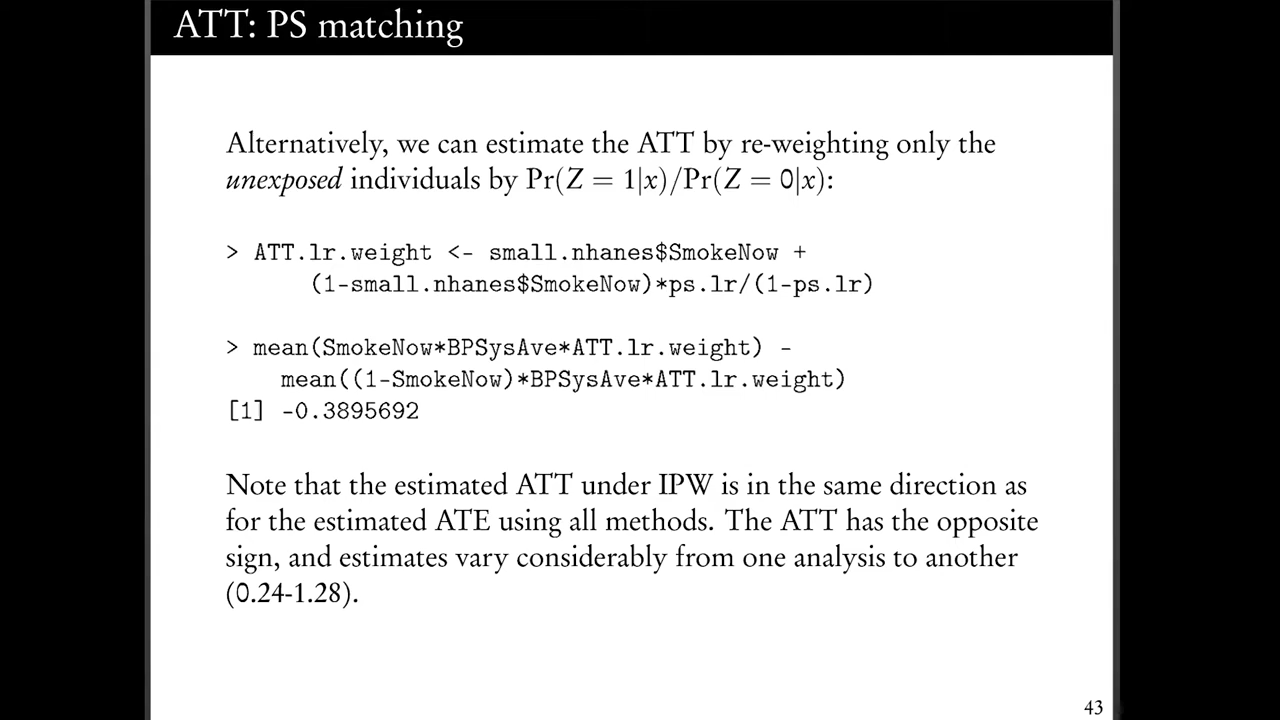 ATT: PS matching
Alternatively, we can estimate the ATT by re-weighting only the
unexposed individuals by Pr(Z = 1|x)/Pr(Z = 0|x):
> ATT.lr.weight <- small.nhanes$SmokeNow +
(1-small.nhanes$SmokeNow)*ps.lr/(1-ps.lr)
> mean(SmokeNow*BPSysAve*ATT.lr.weight) -
mean((1-SmokeNow)*BPSysAve*ATT.lr.weight)
[1] -0.3895692
Note that the estimated ATT under IPW is in the same direction as
for the estimated ATE using all methods. The ATT has the opposite
sign, and estimates vary considerably from one analysis to another
(0.24-1.28).
43